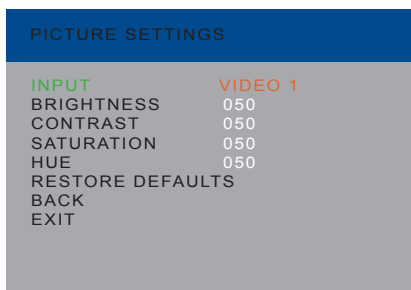 PICTURE SETTINGS
INPUT VIDEO 1
BRIGHTNESS 050
CONTRAST 050
SATURATION 050
HUE 050
RESTORE DEFAULTS
BACK
EXIT